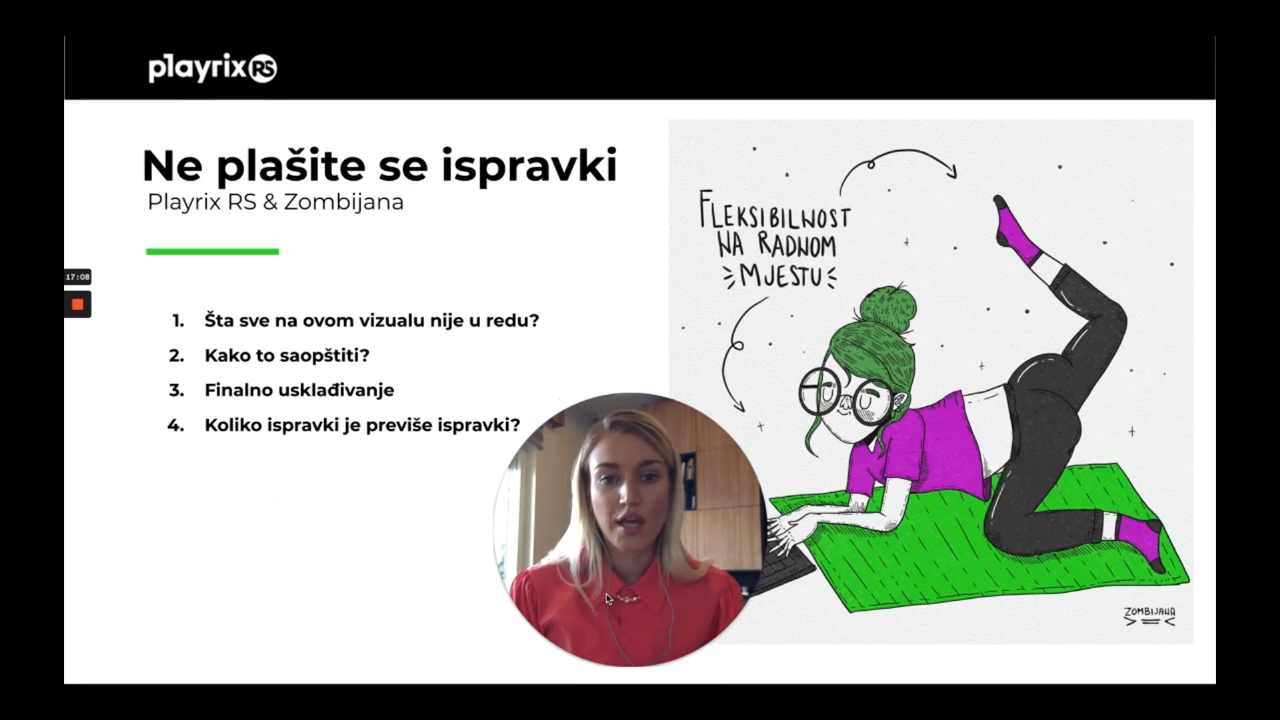 playrix RS
Ne plašite se ispravki
Playrix RS & Zombijana
17:08
1. Šta sve na ovom vizualu nije u redu?
2. Kako to saopštiti?
3. Finalno usklađivanje
4. Koliko ispravki je previše ispravki?
FLEKSIBILNOST
NA RADNOM
MJESTU
ZOMBIJANA